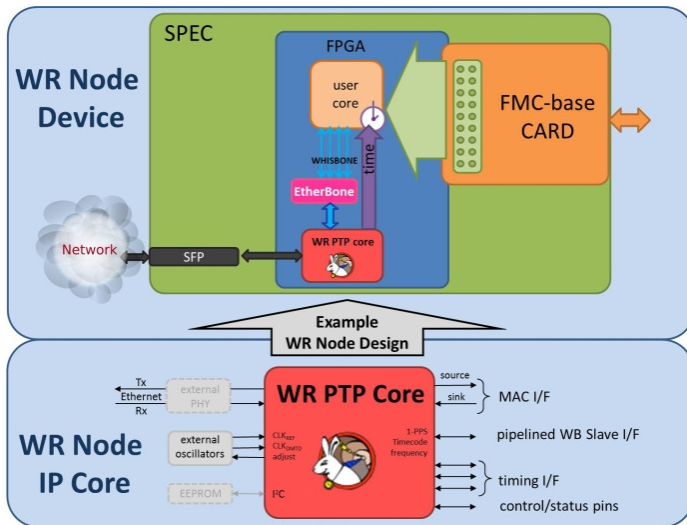 SPEC
WR Node
Device
FPGA
user
core
FMC-base
CARD
WHISBONE
time
EtherBone
WR PTP core
Network
SFP
Example
WR Node Design
WR Node
IP Core
Tx
Ethernet
Rx
external
PHY
WR PTP Core
source
sink
MAC I/F
external
oscillators
CLKREF
CLKDMTD
adjust
1-PPS
Timecode
frequency
pipelined WB Slave I/F
timing I/F
EEPROM
I²C
control/status pins